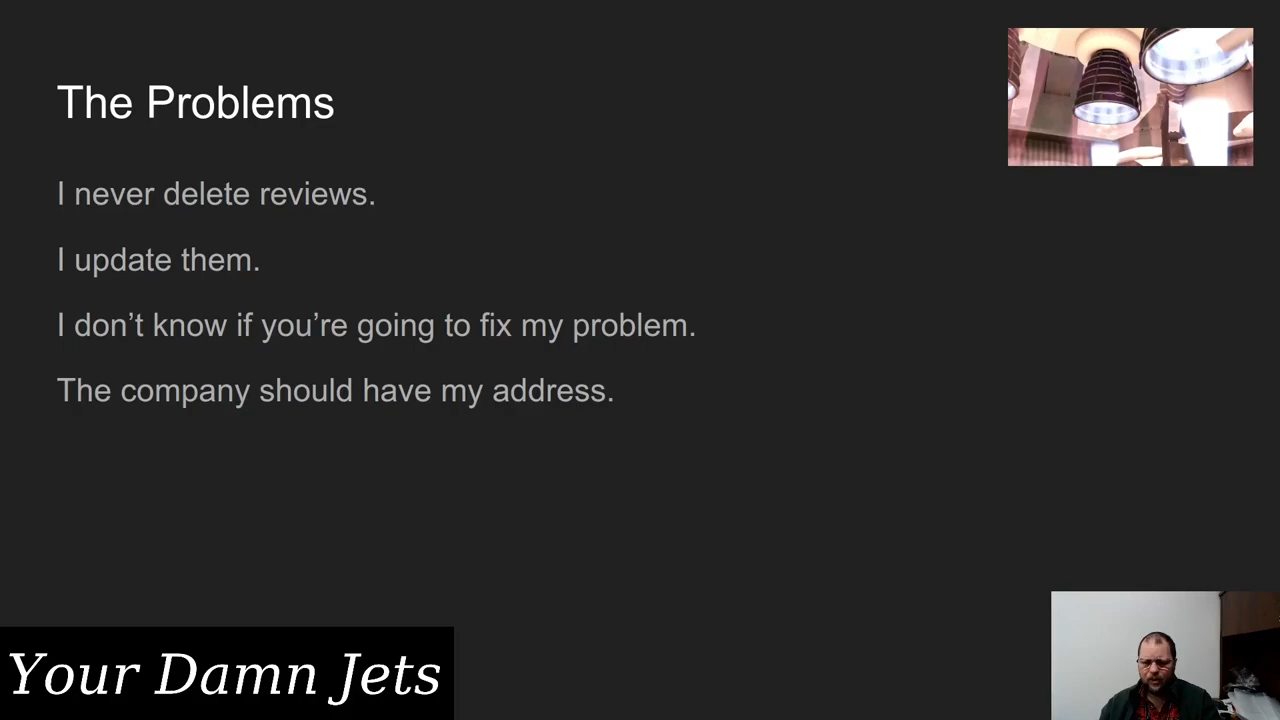 The Problems
I never delete reviews.
I update them.
I don’t know if you’re going to fix my problem.
The company should have my address.
Your Damn Jets